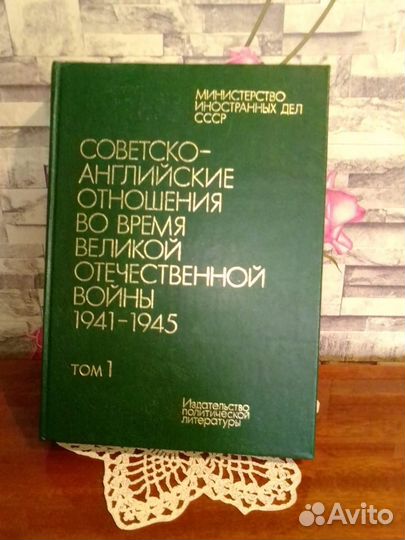 МИНИСТЕРСТВО
ИНОСТРАННЫХ ДЕЛ
СССР
СОВЕТСКО-
АНГЛИЙСКИЕ
ОТНОШЕНИЯ
ВО ВРЕМЯ
ВЕЛИКОЙ
ОТЕЧЕСТВЕННОЙ
ВОЙНЫ
1941-1945
ТОМ 1
Издательство
политической
литературы
Avito